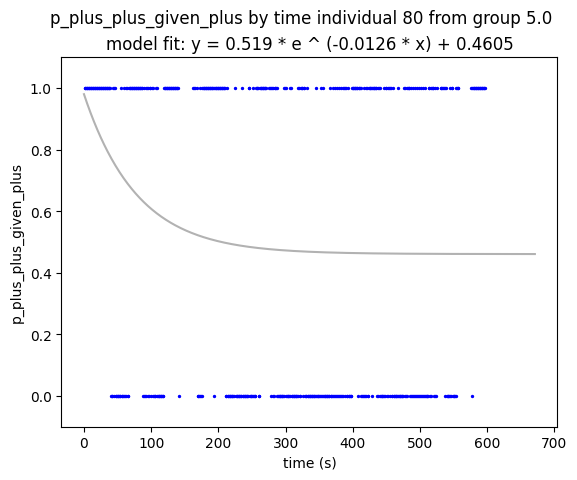 p_plus_plus_given_plus by time individual 80 from group 5.0
model fit: y = 0.519 * e ^ (-0.0126 * x) + 0.4605
1.0
0.8
0.6
0.4
0.2
0.0
p_plus_plus_given_plus
0 100 200 300 400 500 600 700
time (s)